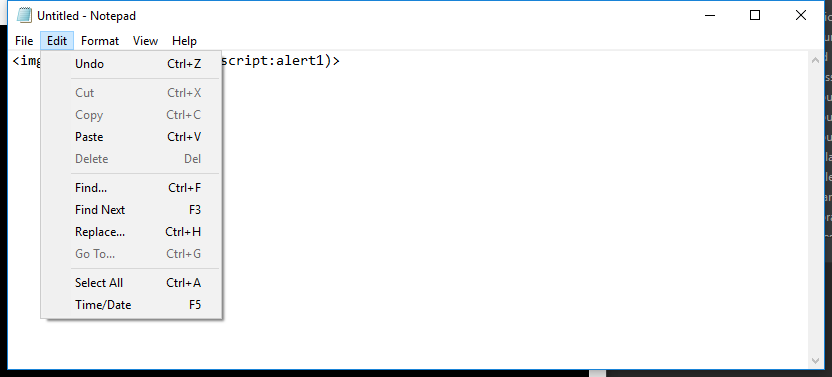 Untitled - Notepad
File Edit Format View Help
<img script:alert1)>
Undo Ctrl+Z
Cut Ctrl+X
Copy Ctrl+C
Paste Ctrl+V
Delete Del
Find... Ctrl+F
Find Next F3
Replace... Ctrl+H
Go To... Ctrl+G
Select All Ctrl+A
Time/Date F5